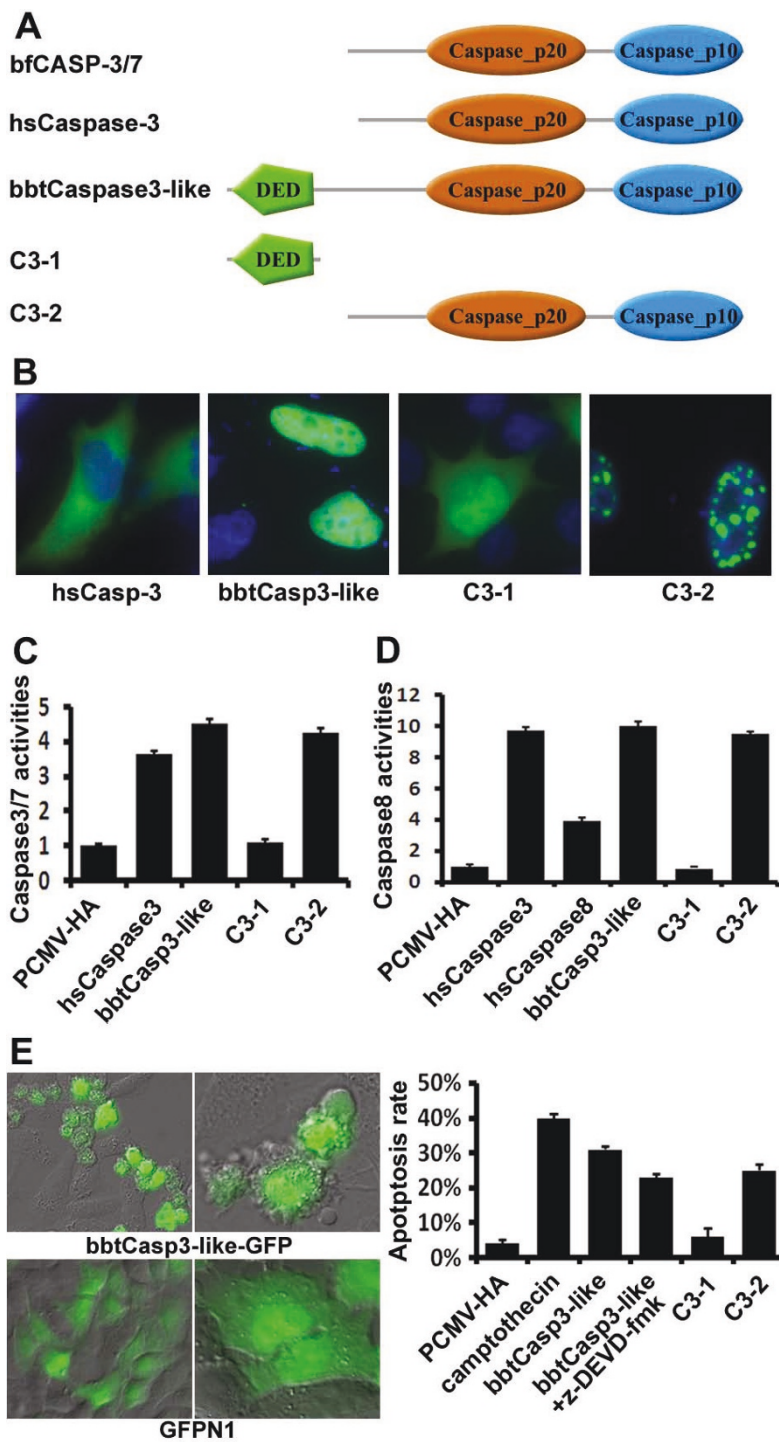 A
bfCASP-3/7
Caspase_p20 Caspase_p10
hsCaspase-3
Caspase_p20 Caspase_p10
bbtCaspase3-like
DED Caspase_p20 Caspase_p10
C3-1
DED
C3-2
Caspase_p20 Caspase_p10
B
hsCasp-3 bbtCasp3-like C3-1 C3-2
C
Caspase3/7 activities
5
4
3
2
1
0
PCMV-HA
hsCaspase3
bbtCasp3-like
C3-1
C3-2
D
Caspase8 activities
12
10
8
6
4
2
0
PCMV-HA
hsCaspase3
hsCaspase8
bbtCasp3-like
C3-1
C3-2
E
bbtCasp3-like-GFP
GFPN1
Apotptosis rate
50%
40%
30%
20%
10%
0%
PCMV-HA
camptothecin
bbtCasp3-like
bbtCasp3-like
+z-DEVD-fmk
C3-1
C3-2